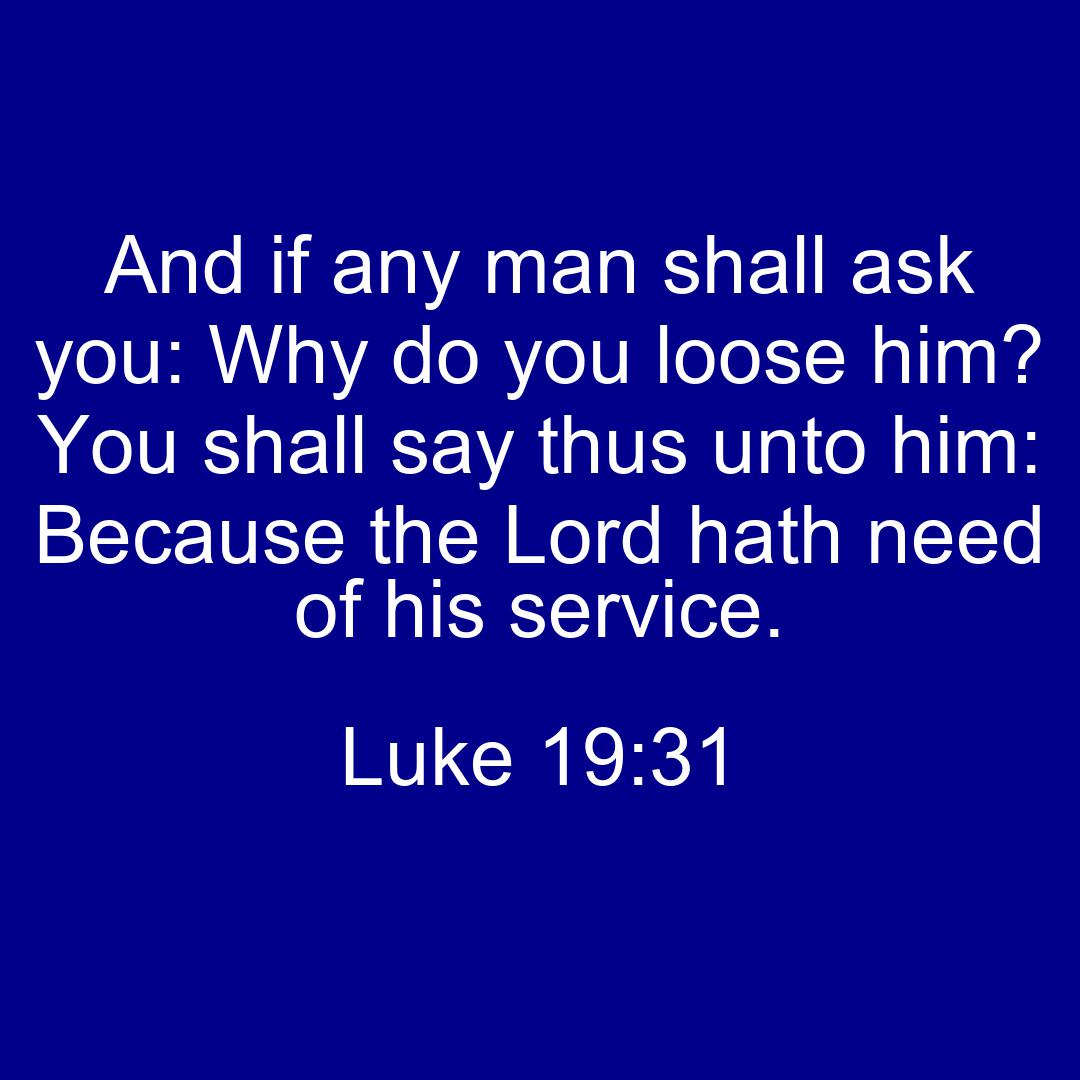 And if any man shall ask
you: Why do you loose him?
You shall say thus unto him:
Because the Lord hath need
of his service.
Luke 19:31